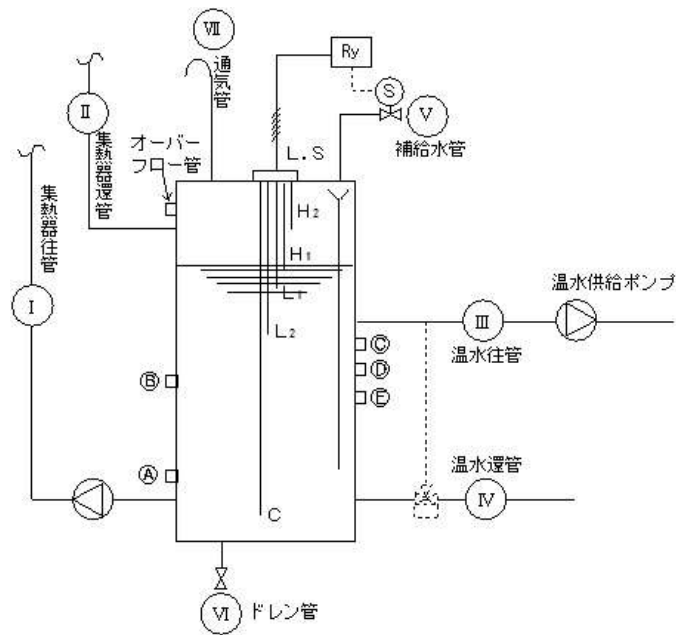 Ⅶ
通気管
Ry
S
Ⅱ
集熱器還管
オーバー
フロー管
L.S
Ⅴ
補給水管
集熱器往管
H₂
H₁
L₁
L₂
Ⅰ
温水供給ポンプ
Ⅲ
温水往管
C
B
D
E
A
温水還管
Ⅳ
C
Ⅵ
ドレン管